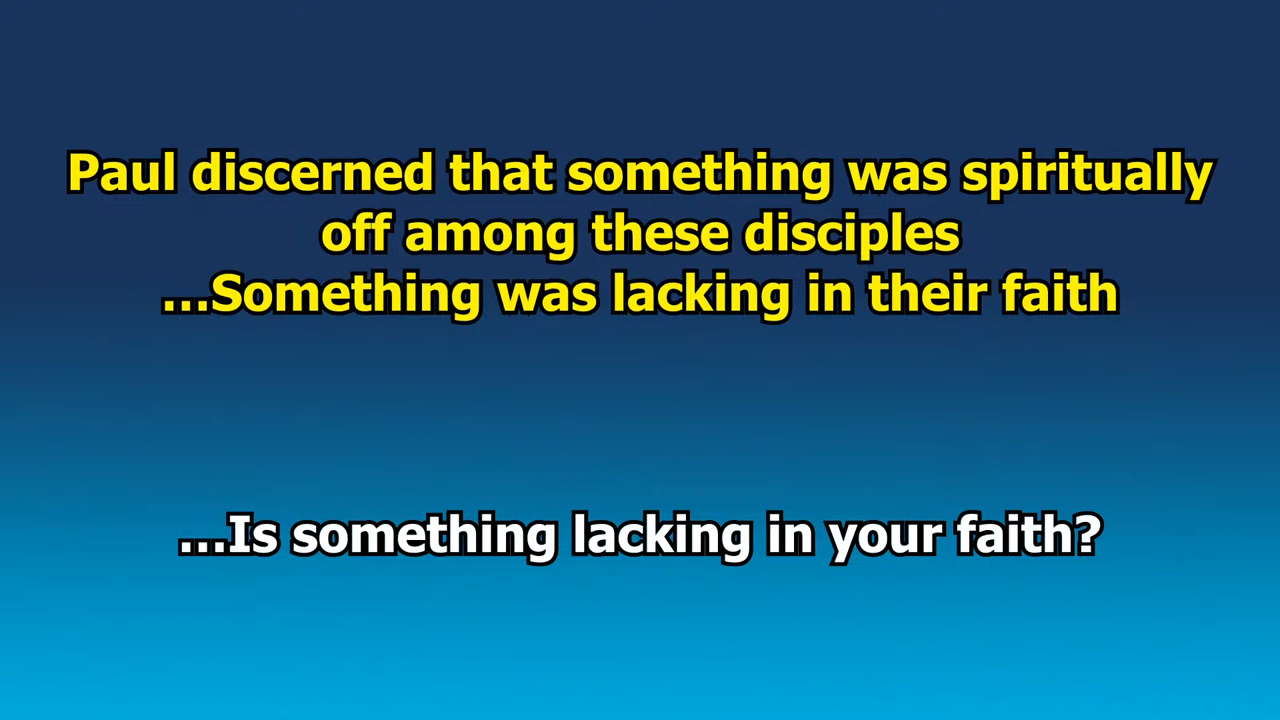 Paul discerned that something was spiritually
off among these disciples
...Something was lacking in their faith
...Is something lacking in your faith?